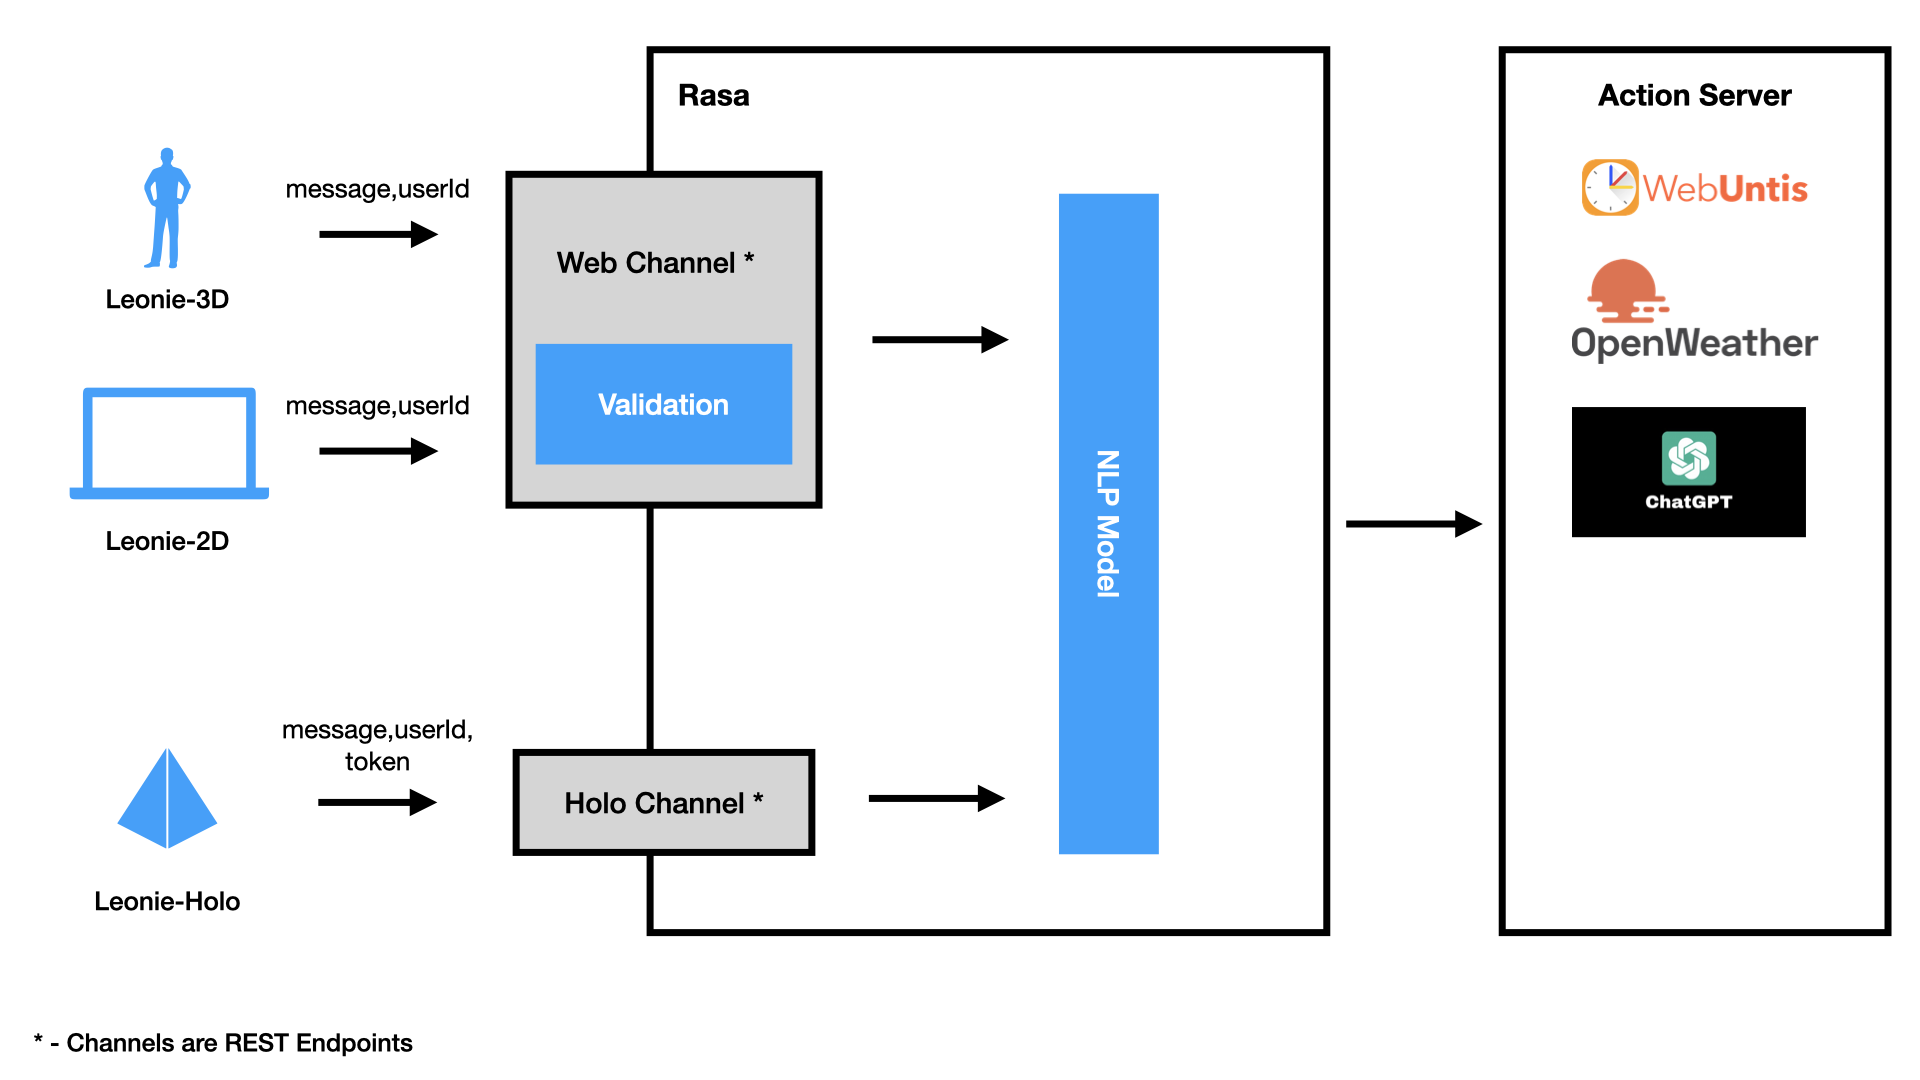 Rasa
Action Server
WebUntis
message,userId
Web Channel *
Leonie-3D
OpenWeather
message,userId
Validation
ChatGPT
NLP Model
Leonie-2D
message,userId,
token
Holo Channel *
Leonie-Holo
* - Channels are REST Endpoints